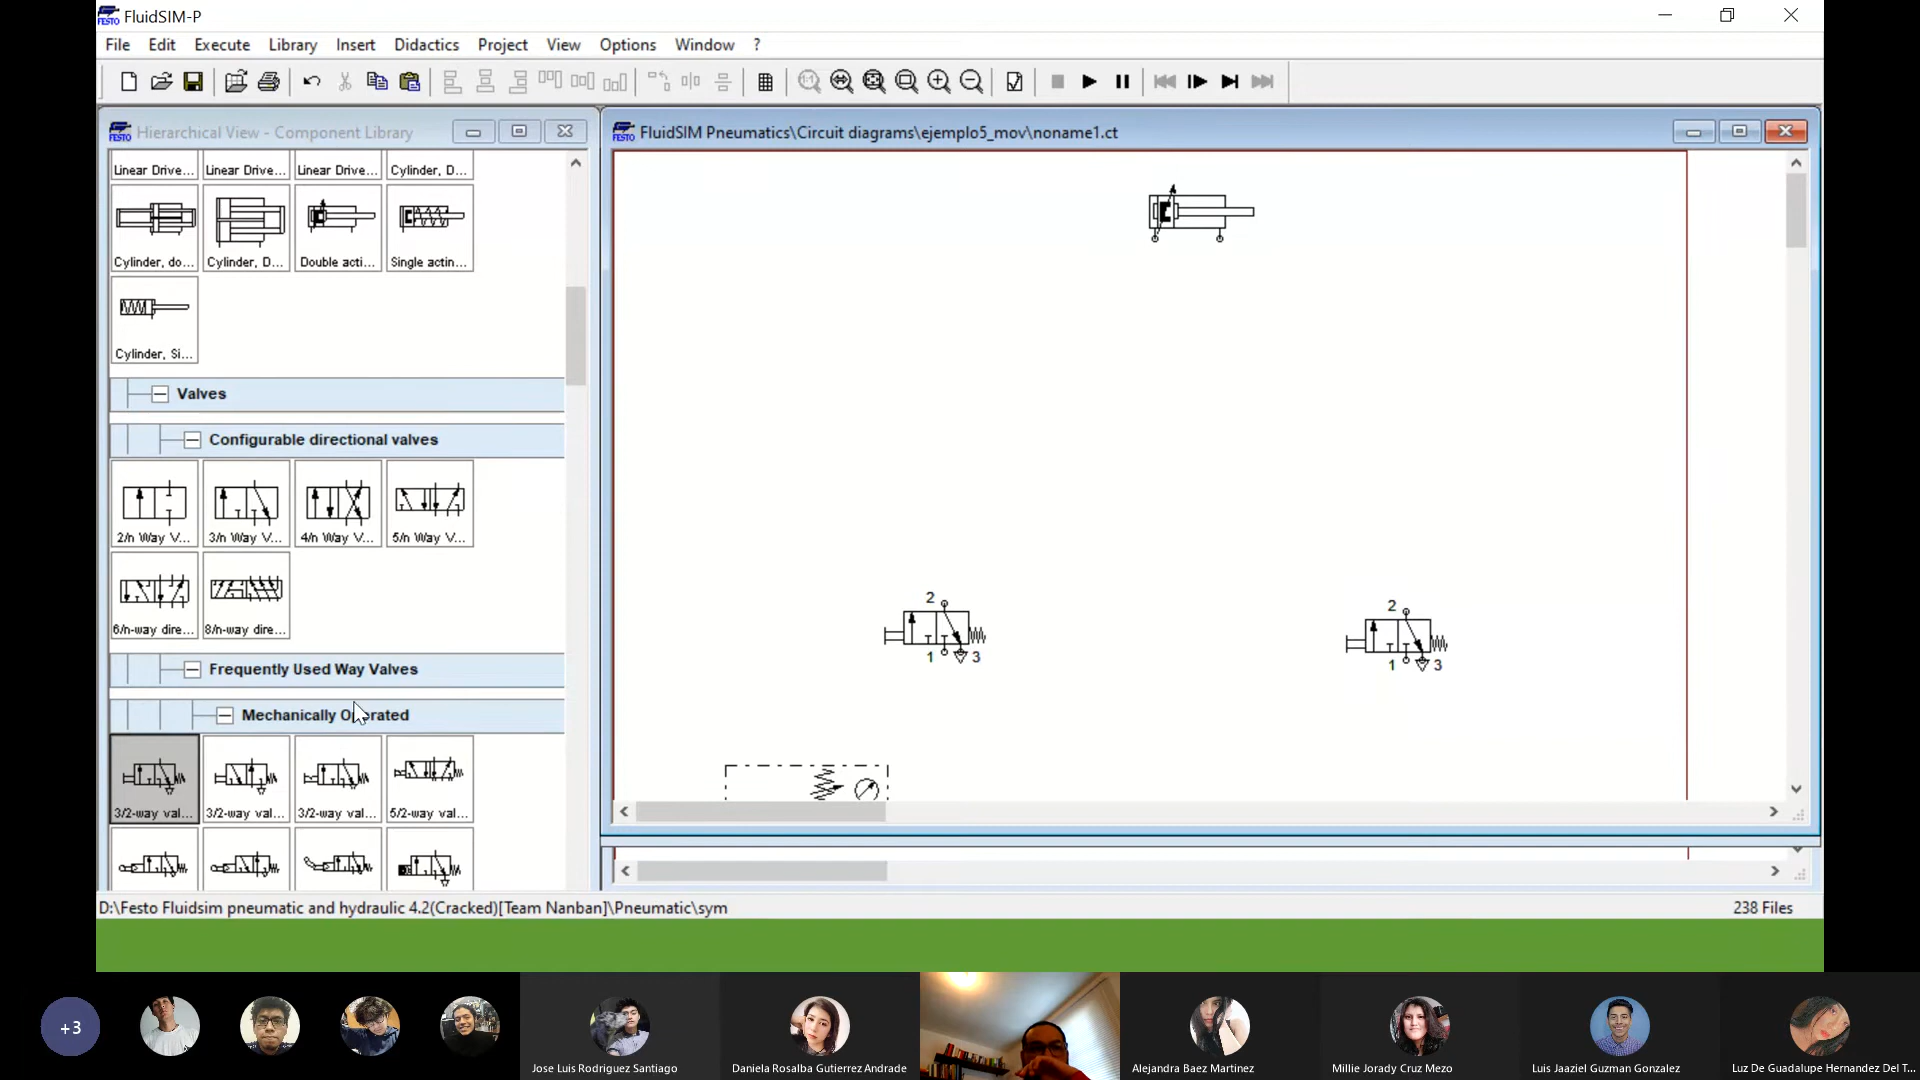 FluidSIM-P
File Edit Execute Library Insert Didactics Project View Options Window ?
Hierarchical View - Component Library
FluidSIM Pneumatics\Circuit diagrams\ejemplo5_mov\noname1.ct
Linear Drive... Linear Drive... Linear Drive... Cylinder, D...
Cylinder, do... Cylinder, D... Double acti... Single actin...
Cylinder, Si...
Valves
Configurable directional valves
2/n Way V... 3/n Way V... 4/n Way V... 5/n Way V...
6/n-way dire... 8/n-way dire...
Frequently Used Way Valves
Mechanically Operated
3/2-way val... 3/2-way val... 3/2-way val... 5/2-way val...
2
1 3
2
1 3
D:\Festo Fluidsim pneumatic and hydraulic 4.2(Cracked)[Team Nanban]\Pneumatic\sym
238 Files
+3
Jose Luis Rodriguez Santiago
Daniela Rosalba Gutierrez Andrade
Alejandra Baez Martinez
Millie Jorady Cruz Mezo
Luis Jaaziel Guzman Gonzalez
Luz De Guadalupe Hernandez Del T...